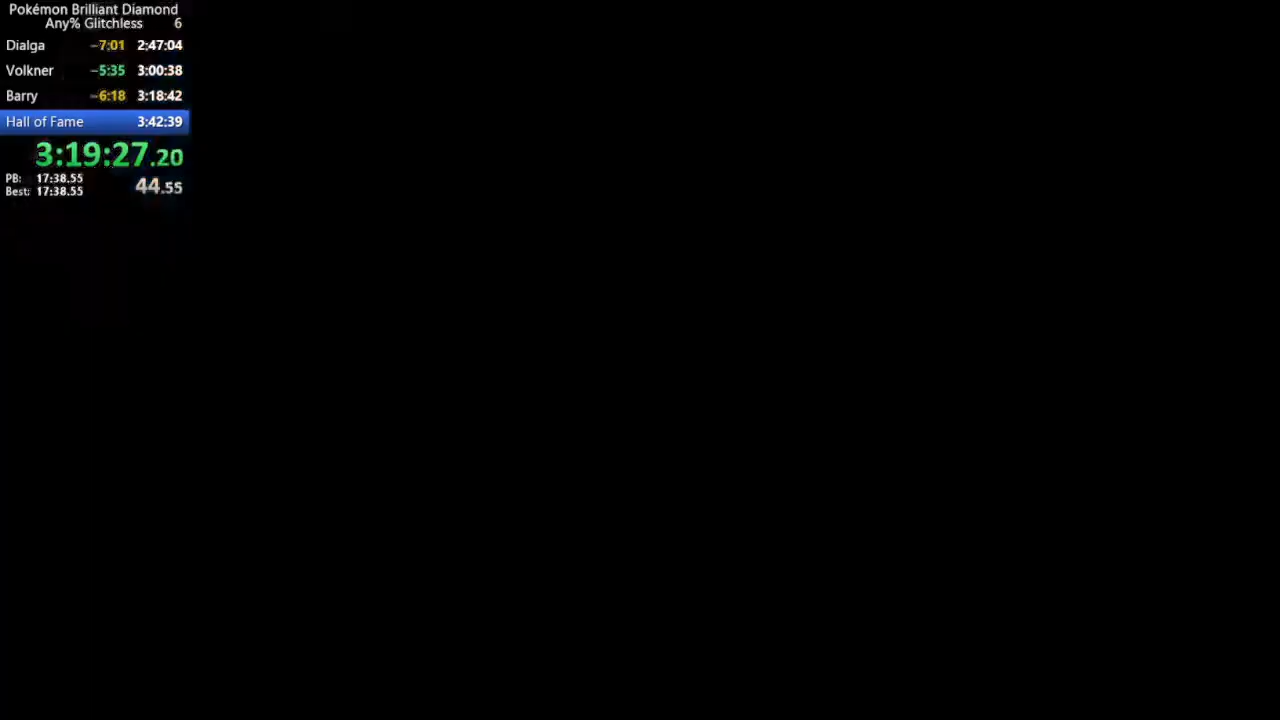 Pokémon Brilliant Diamond
Any% Glitchless 6
Dialga −7:01 2:47:04
Volkner −5:35 3:00:38
Barry −6:18 3:18:42
Hall of Fame 3:42:39
3:19:27.20
PB: 17:38.55
Best: 17:38.55
44.55